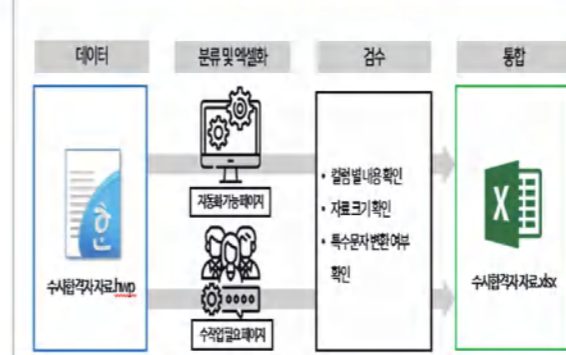 데이터
분류 및 엑셀화
검수
통합
수시합격자 자료.hwp
자동화 가능 페이지
수작업 필요 페이지
• 컬럼별 내용 확인
• 자료 크기 확인
• 특수문자 변환 여부
확인
X
수시합격자 자료.xlsx